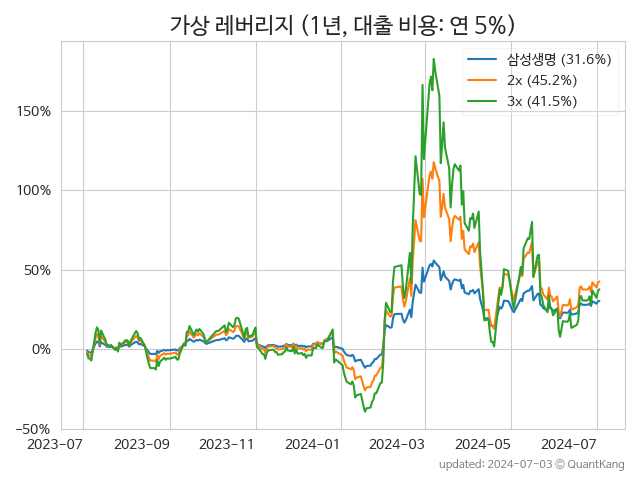 가상 레버리지 (1년, 대출 비용: 연 5%)
삼성생명 (31.6%)
2x (45.2%)
3x (41.5%)
150%
100%
50%
0%
−50%
2023-07
2023-09
2023-11
2024-01
2024-03
2024-05
2024-07
updated: 2024-07-03 © QuantKang